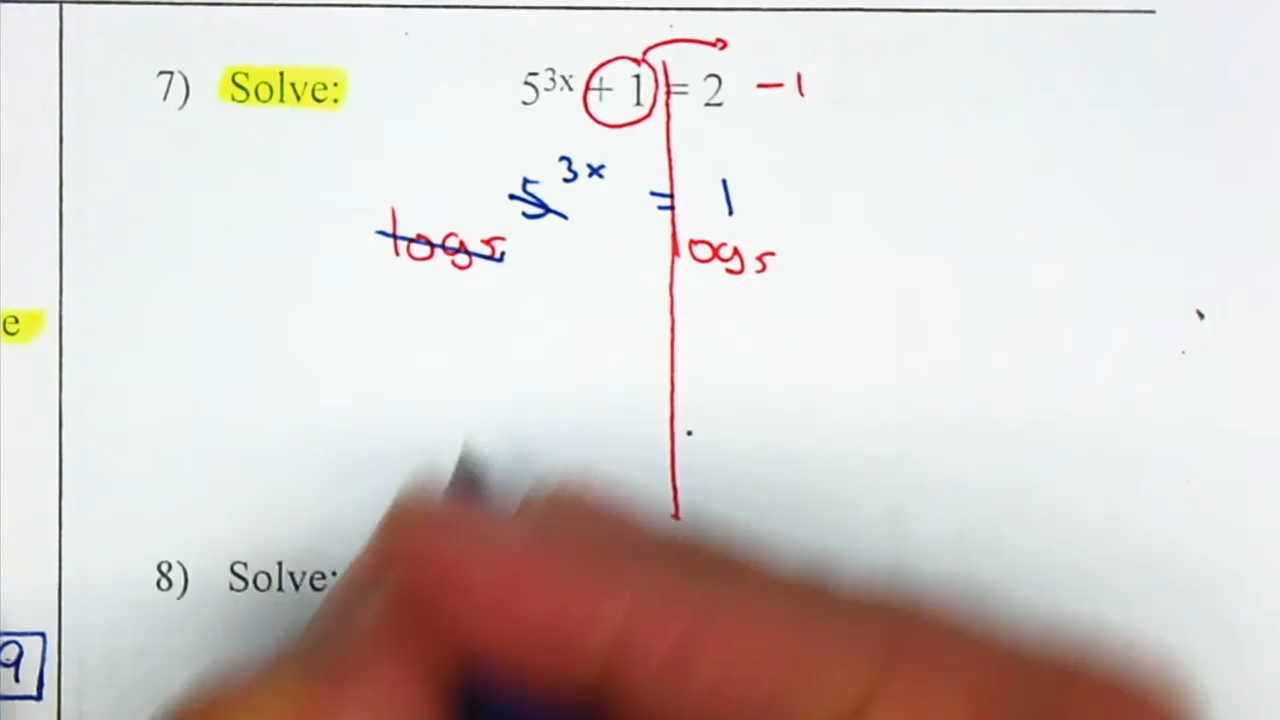 7) Solve: 5^{3x} + 1 = 2 − 1
5^{3x} = 1
log₅ log₅
e
8) Solve:
9